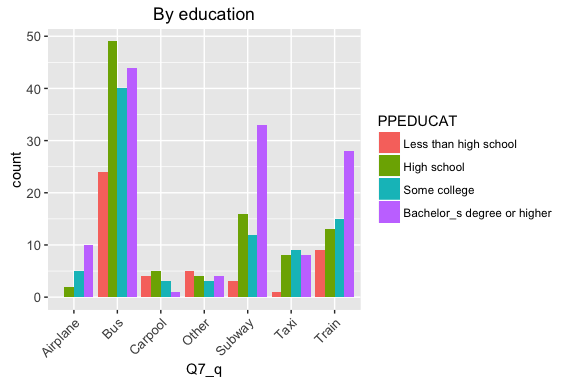 By education
count
50
40
30
20
10
0
Airplane
Bus
Carpool
Other
Subway
Taxi
Train
Q7_q
PPEDUCAT
Less than high school
High school
Some college
Bachelor_s degree or higher